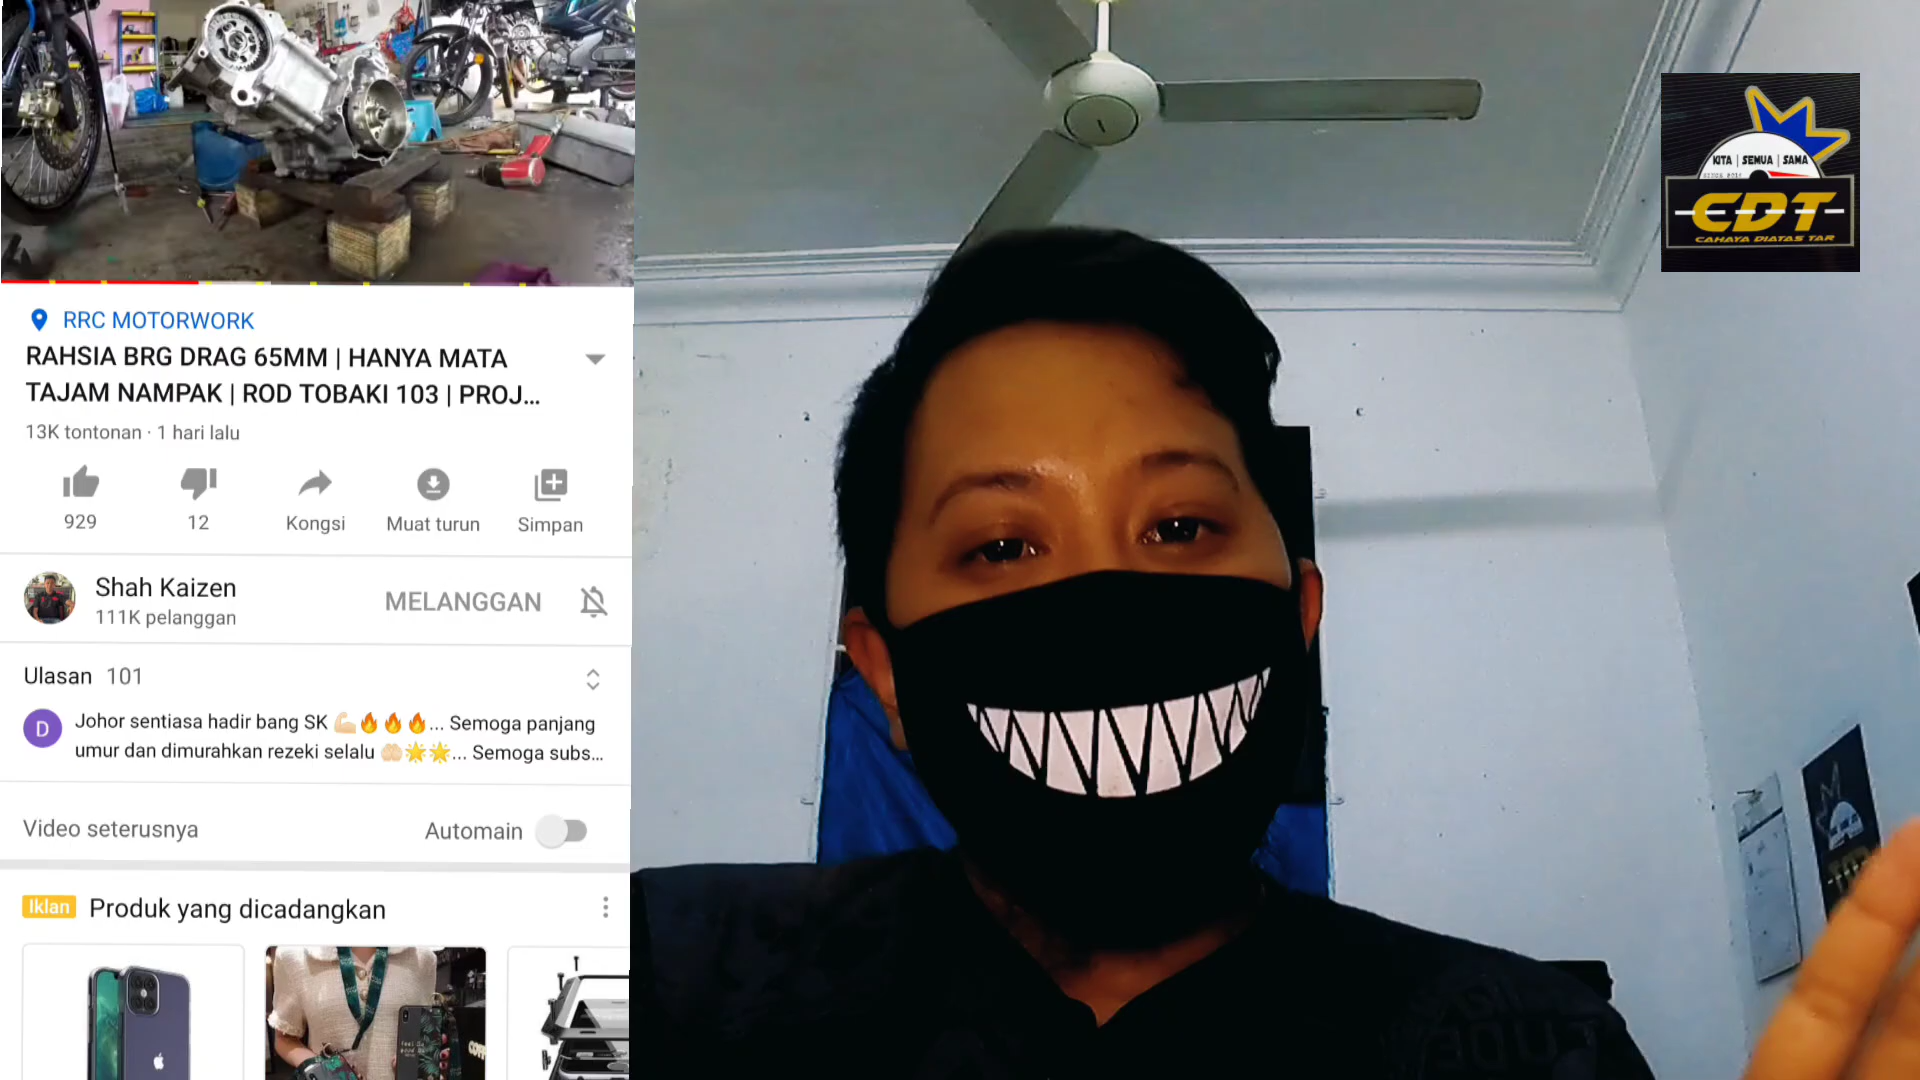 RRC MOTORWORK
RAHSIA BRG DRAG 65MM | HANYA MATA
TAJAM NAMPAK | ROD TOBAKI 103 | PROJ...
13K tontonan · 1 hari lalu
929
12
Kongsi
Muat turun
Simpan
Shah Kaizen
111K pelanggan
MELANGGAN
Ulasan 101
D
Johor sentiasa hadir bang SK 💪🏻🔥🔥🔥... Semoga panjang
umur dan dimurahkan rezeki selalu 🤲🏻🌟🌟... Semoga subs...
Video seterusnya
Automain
Iklan
Produk yang dicadangkan
KITA | SEMUA | SAMA
SINCE 2014
CDT
CAHAYA DIATAS TAR